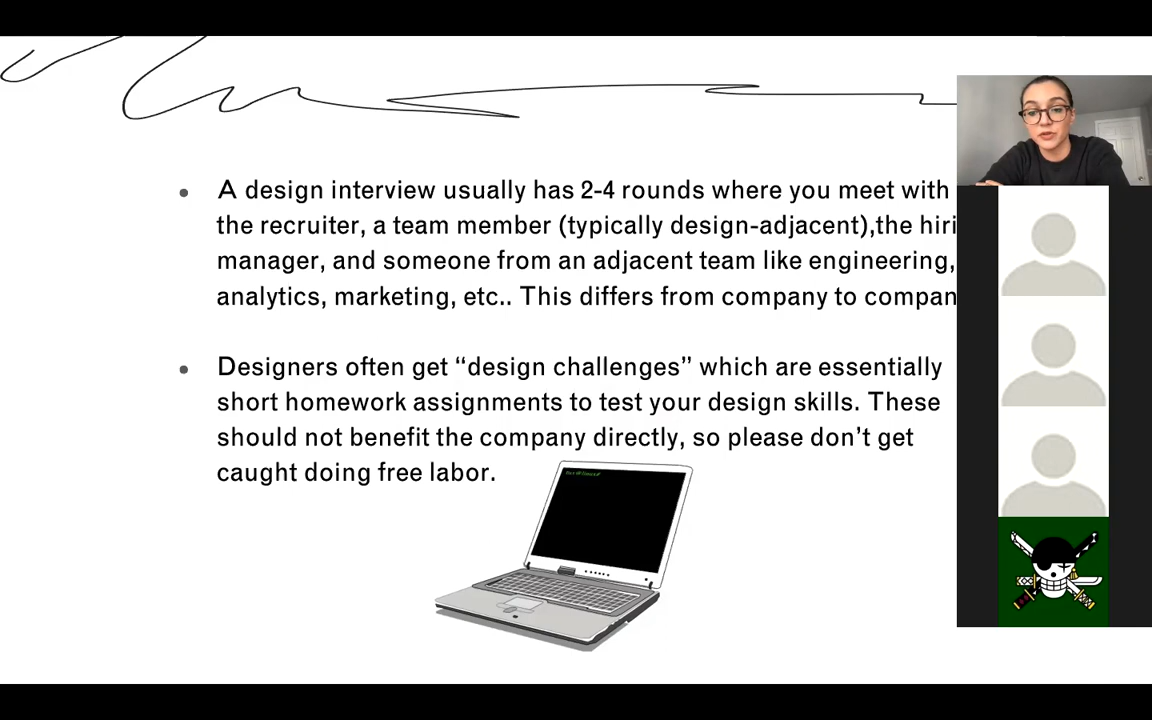 A design interview usually has 2-4 rounds where you meet with
the recruiter, a team member (typically design-adjacent),the hiri
manager, and someone from an adjacent team like engineering,
analytics, marketing, etc.. This differs from company to compan
Designers often get “design challenges” which are essentially
short homework assignments to test your design skills. These
should not benefit the company directly, so please don’t get
caught doing free labor.